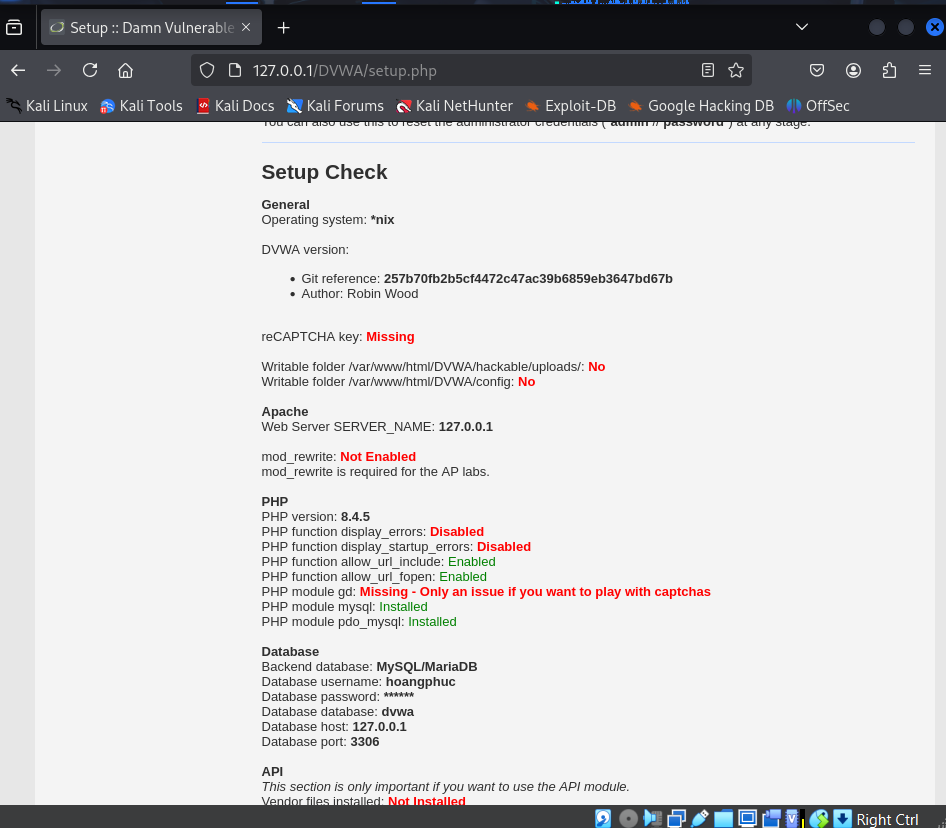 Setup :: Damn Vulnerable
127.0.0.1/DVWA/setup.php
Kali Linux Kali Tools Kali Docs Kali Forums Kali NetHunter Exploit-DB Google Hacking DB OffSec
You can also use this to reset the administrator credentials ("admin // password") at any stage.
Setup Check
General
Operating system: *nix
DVWA version:
• Git reference: 257b70fb2b5cf4472c47ac39b6859eb3647bd67b
• Author: Robin Wood
reCAPTCHA key: Missing
Writable folder /var/www/html/DVWA/hackable/uploads/: No
Writable folder /var/www/html/DVWA/config: No
Apache
Web Server SERVER_NAME: 127.0.0.1
mod_rewrite: Not Enabled
mod_rewrite is required for the AP labs.
PHP
PHP version: 8.4.5
PHP function display_errors: Disabled
PHP function display_startup_errors: Disabled
PHP function allow_url_include: Enabled
PHP function allow_url_fopen: Enabled
PHP module gd: Missing - Only an issue if you want to play with captchas
PHP module mysql: Installed
PHP module pdo_mysql: Installed
Database
Backend database: MySQL/MariaDB
Database username: hoangphuc
Database password: ******
Database database: dvwa
Database host: 127.0.0.1
Database port: 3306
API
This section is only important if you want to use the API module.
Vendor files installed: Not Installed
Right Ctrl